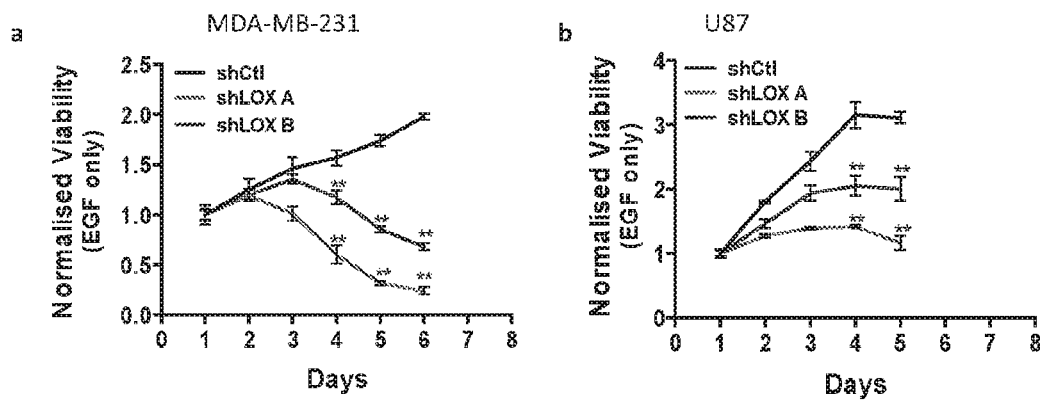 a
MDA-MB-231
Normalised Viability
(EGF only)
2.5
2.0
1.5
1.0
0.5
0.0
shCtl
shLOX A
shLOX B
**
**
**
**
**
**
0 1 2 3 4 5 6 7 8
Days
b
U87
Normalised Viability
(EGF only)
4
3
2
1
0
shCtl
shLOX A
shLOX B
**
**
**
**
0 1 2 3 4 5 6 7 8
Days